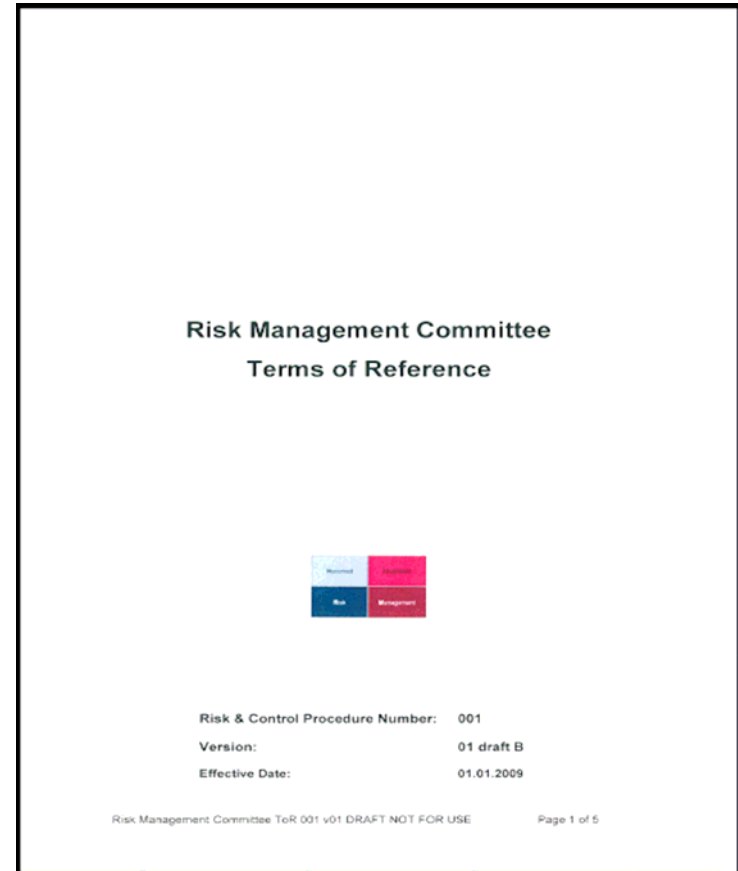 Risk Management Committee
Terms of Reference
Risk Management
Risk & Control Procedure Number: 001
Version: 01 draft B
Effective Date: 01.01.2009
Risk Management Committee ToR 001 v01 DRAFT NOT FOR USE Page 1 of 5